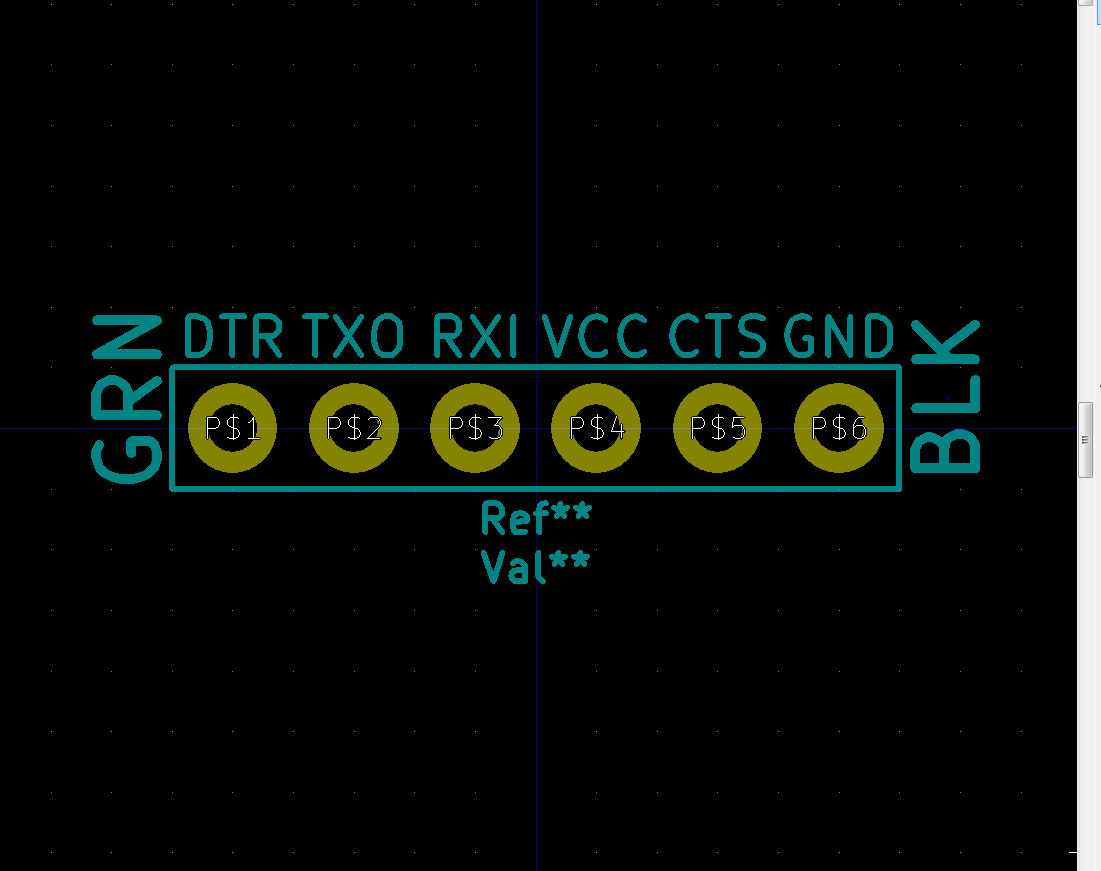 GRN
DTR TXO RXI VCC CTS GND
BLK
P$1 P$2 P$3 P$4 P$5 P$6
Ref**
Val**